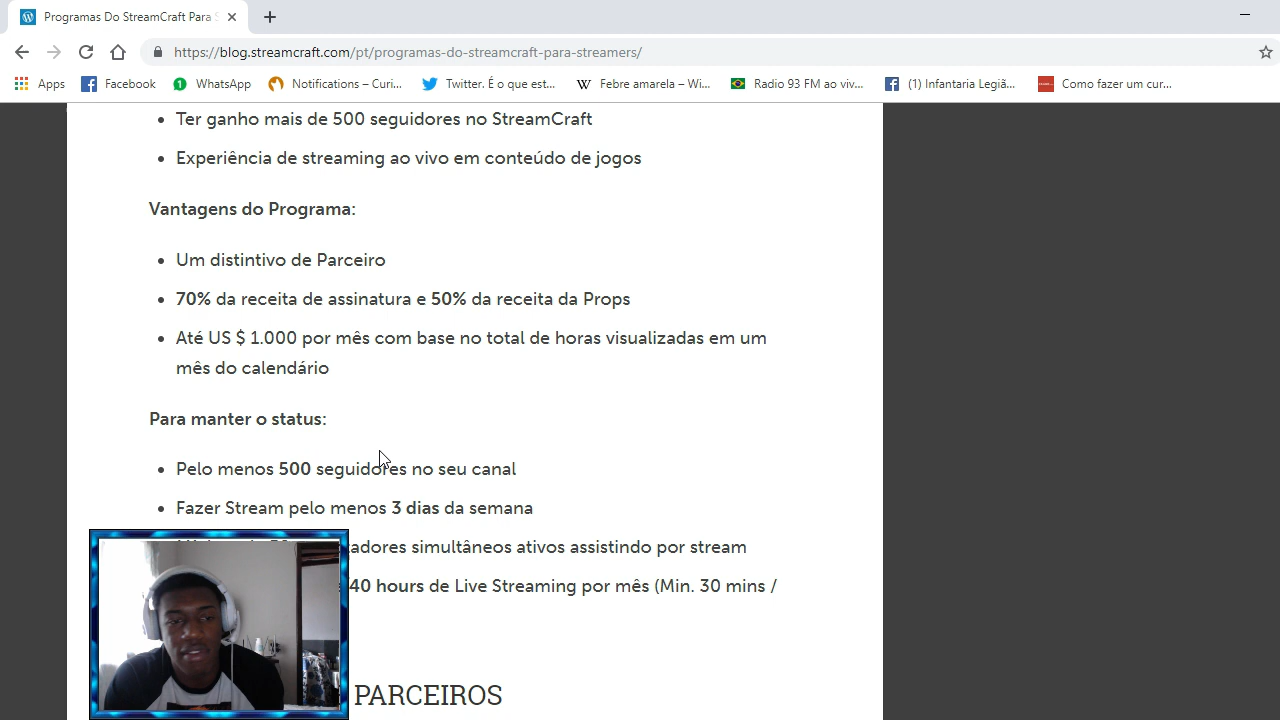 Programas Do StreamCraft Para S
https://blog.streamcraft.com/pt/programas-do-streamcraft-para-streamers/
Apps Facebook 1 WhatsApp Notifications – Curi... Twitter. É o que est... W Febre amarela – Wi... Radio 93 FM ao viv... (1) Infantaria Legiã... Como fazer um cur...
• Ter ganho mais de 500 seguidores no StreamCraft
• Experiência de streaming ao vivo em conteúdo de jogos
Vantagens do Programa:
• Um distintivo de Parceiro
• 70% da receita de assinatura e 50% da receita da Props
• Até US $ 1.000 por mês com base no total de horas visualizadas em um
mês do calendário
Para manter o status:
• Pelo menos 500 seguidores no seu canal
• Fazer Stream pelo menos 3 dias da semana
adores simultâneos ativos assistindo por stream
40 hours de Live Streaming por mês (Min. 30 mins /
PARCEIROS